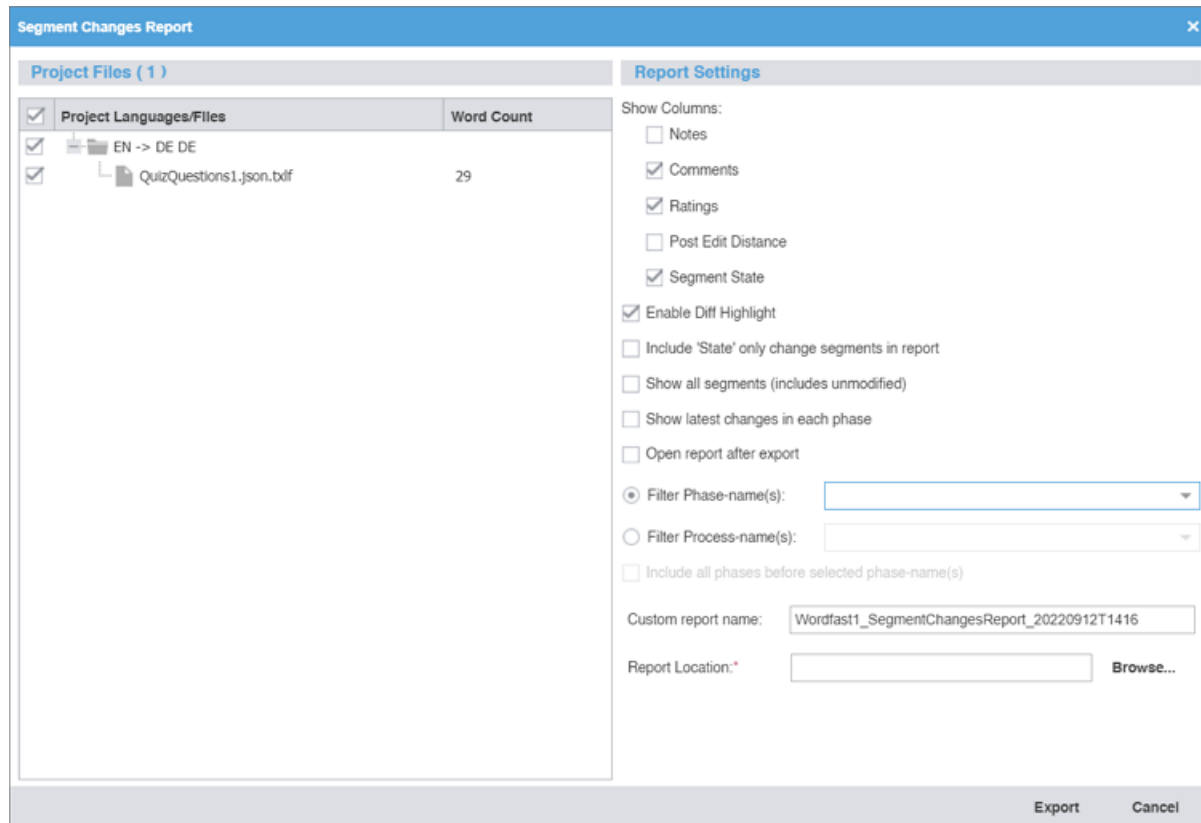 Segment Changes Report
Project Files ( 1 )
Project Languages/Files Word Count
EN -> DE DE
QuizQuestions1.json.txlf 29
Report Settings
Show Columns:
Notes
Comments
Ratings
Post Edit Distance
Segment State
Enable Diff Highlight
Include 'State' only change segments in report
Show all segments (includes unmodified)
Show latest changes in each phase
Open report after export
Filter Phase-name(s):
Filter Process-name(s):
Include all phases before selected phase-name(s)
Custom report name: Wordfast1_SegmentChangesReport_20220912T1416
Report Location:* Browse...
Export Cancel